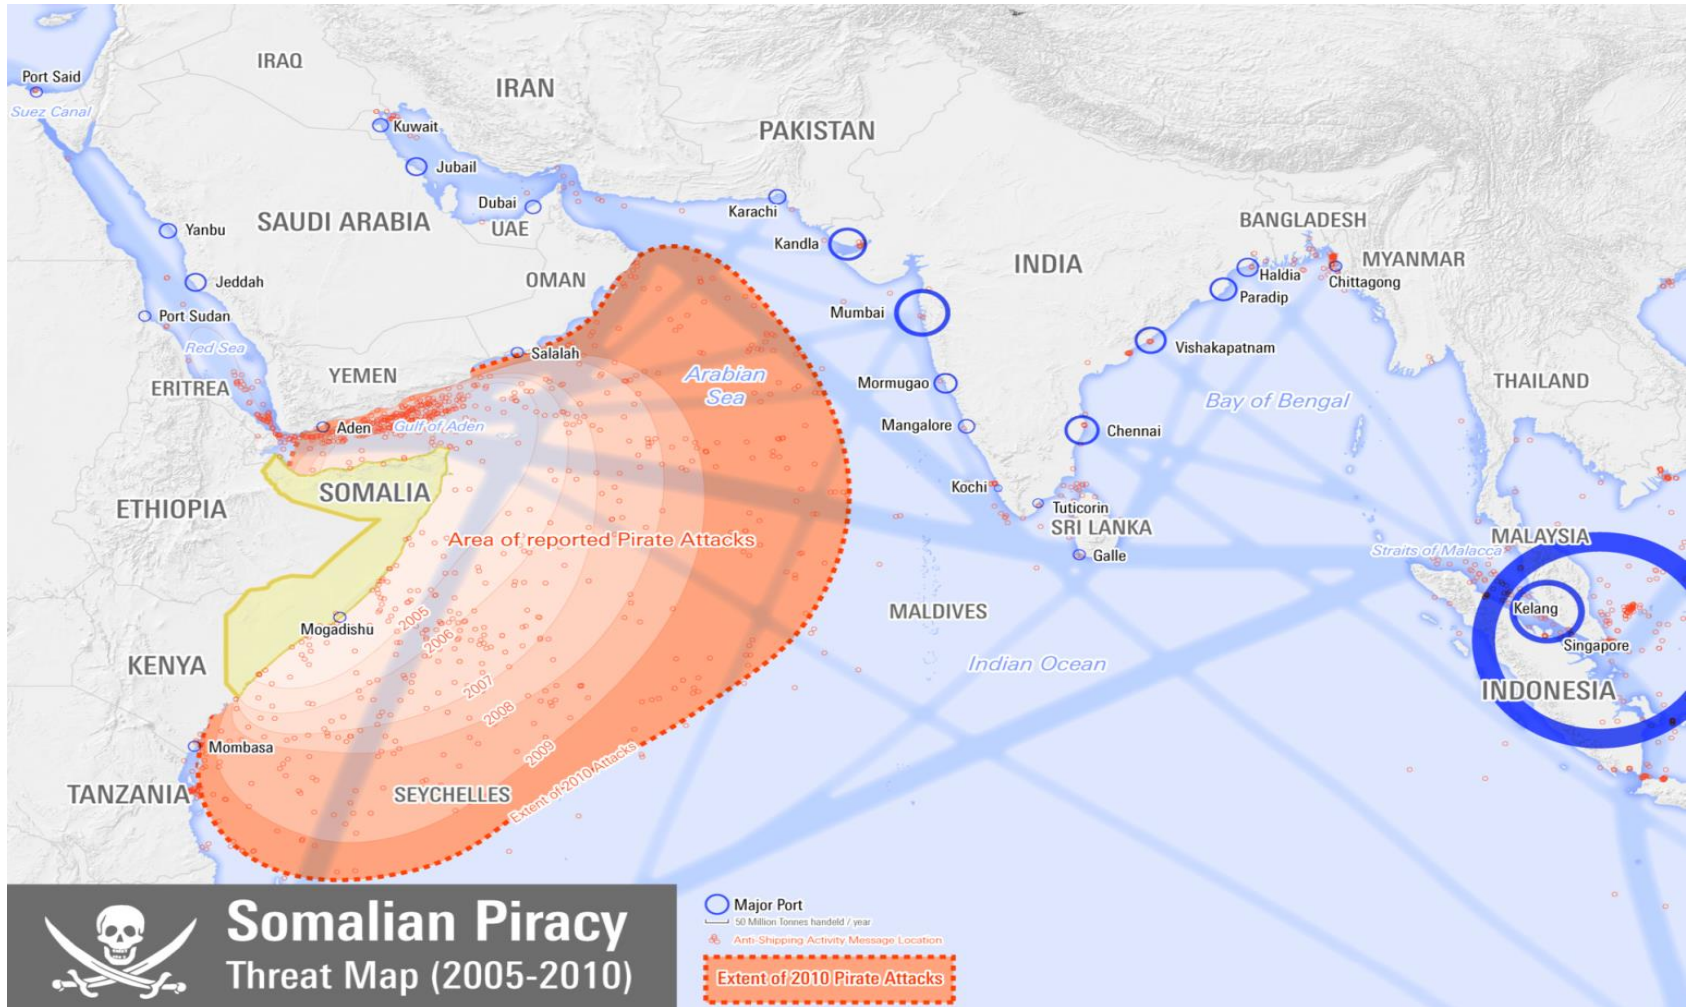 IRAQ
Port Said
Suez Canal
IRAN
Kuwait
PAKISTAN
Jubail
Dubai
UAE
Karachi
SAUDI ARABIA
Yanbu
Kandla
INDIA
BANGLADESH
MYANMAR
Haldia
Chittagong
Paradip
OMAN
Jeddah
Port Sudan
Mumbai
Red Sea
Salalah
Vishakapatnam
YEMEN
ERITREA
Arabian
Sea
Mormugao
THAILAND
Bay of Bengal
Aden
Gulf of Aden
Mangalore
Chennai
SOMALIA
Kochi
ETHIOPIA
Tuticorin
SRI LANKA
Area of reported Pirate Attacks
MALAYSIA
Straits of Malacca
Galle
MALDIVES
Kelang
2005
Mogadishu
2006
Singapore
KENYA
Indian Ocean
2007
INDONESIA
2008
Mombasa
2009
Extent of 2010 Attacks
TANZANIA
SEYCHELLES
Somalian Piracy
Threat Map (2005-2010)
Major Port
50 Million Tonnes handeld / year
Anti-Shipping Activity Message Location
Extent of 2010 Pirate Attacks